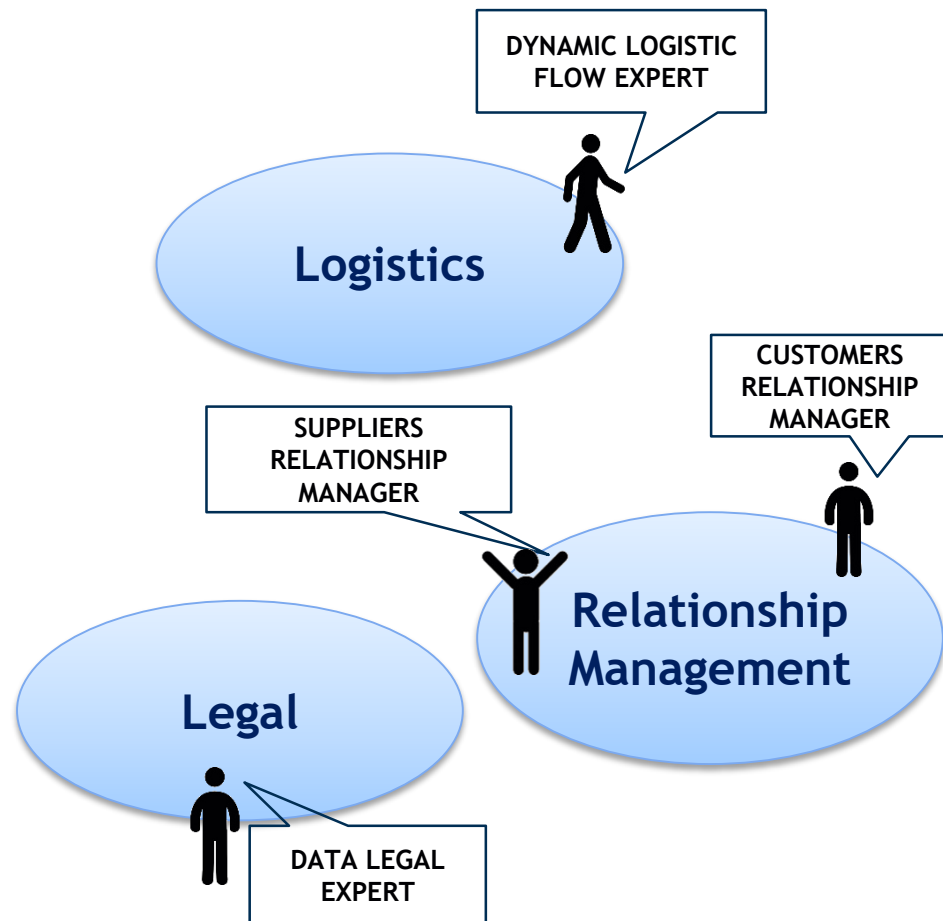 DYNAMIC LOGISTIC
FLOW EXPERT
Logistics
CUSTOMERS
RELATIONSHIP
MANAGER
SUPPLIERS
RELATIONSHIP
MANAGER
Relationship
Management
Legal
DATA LEGAL
EXPERT